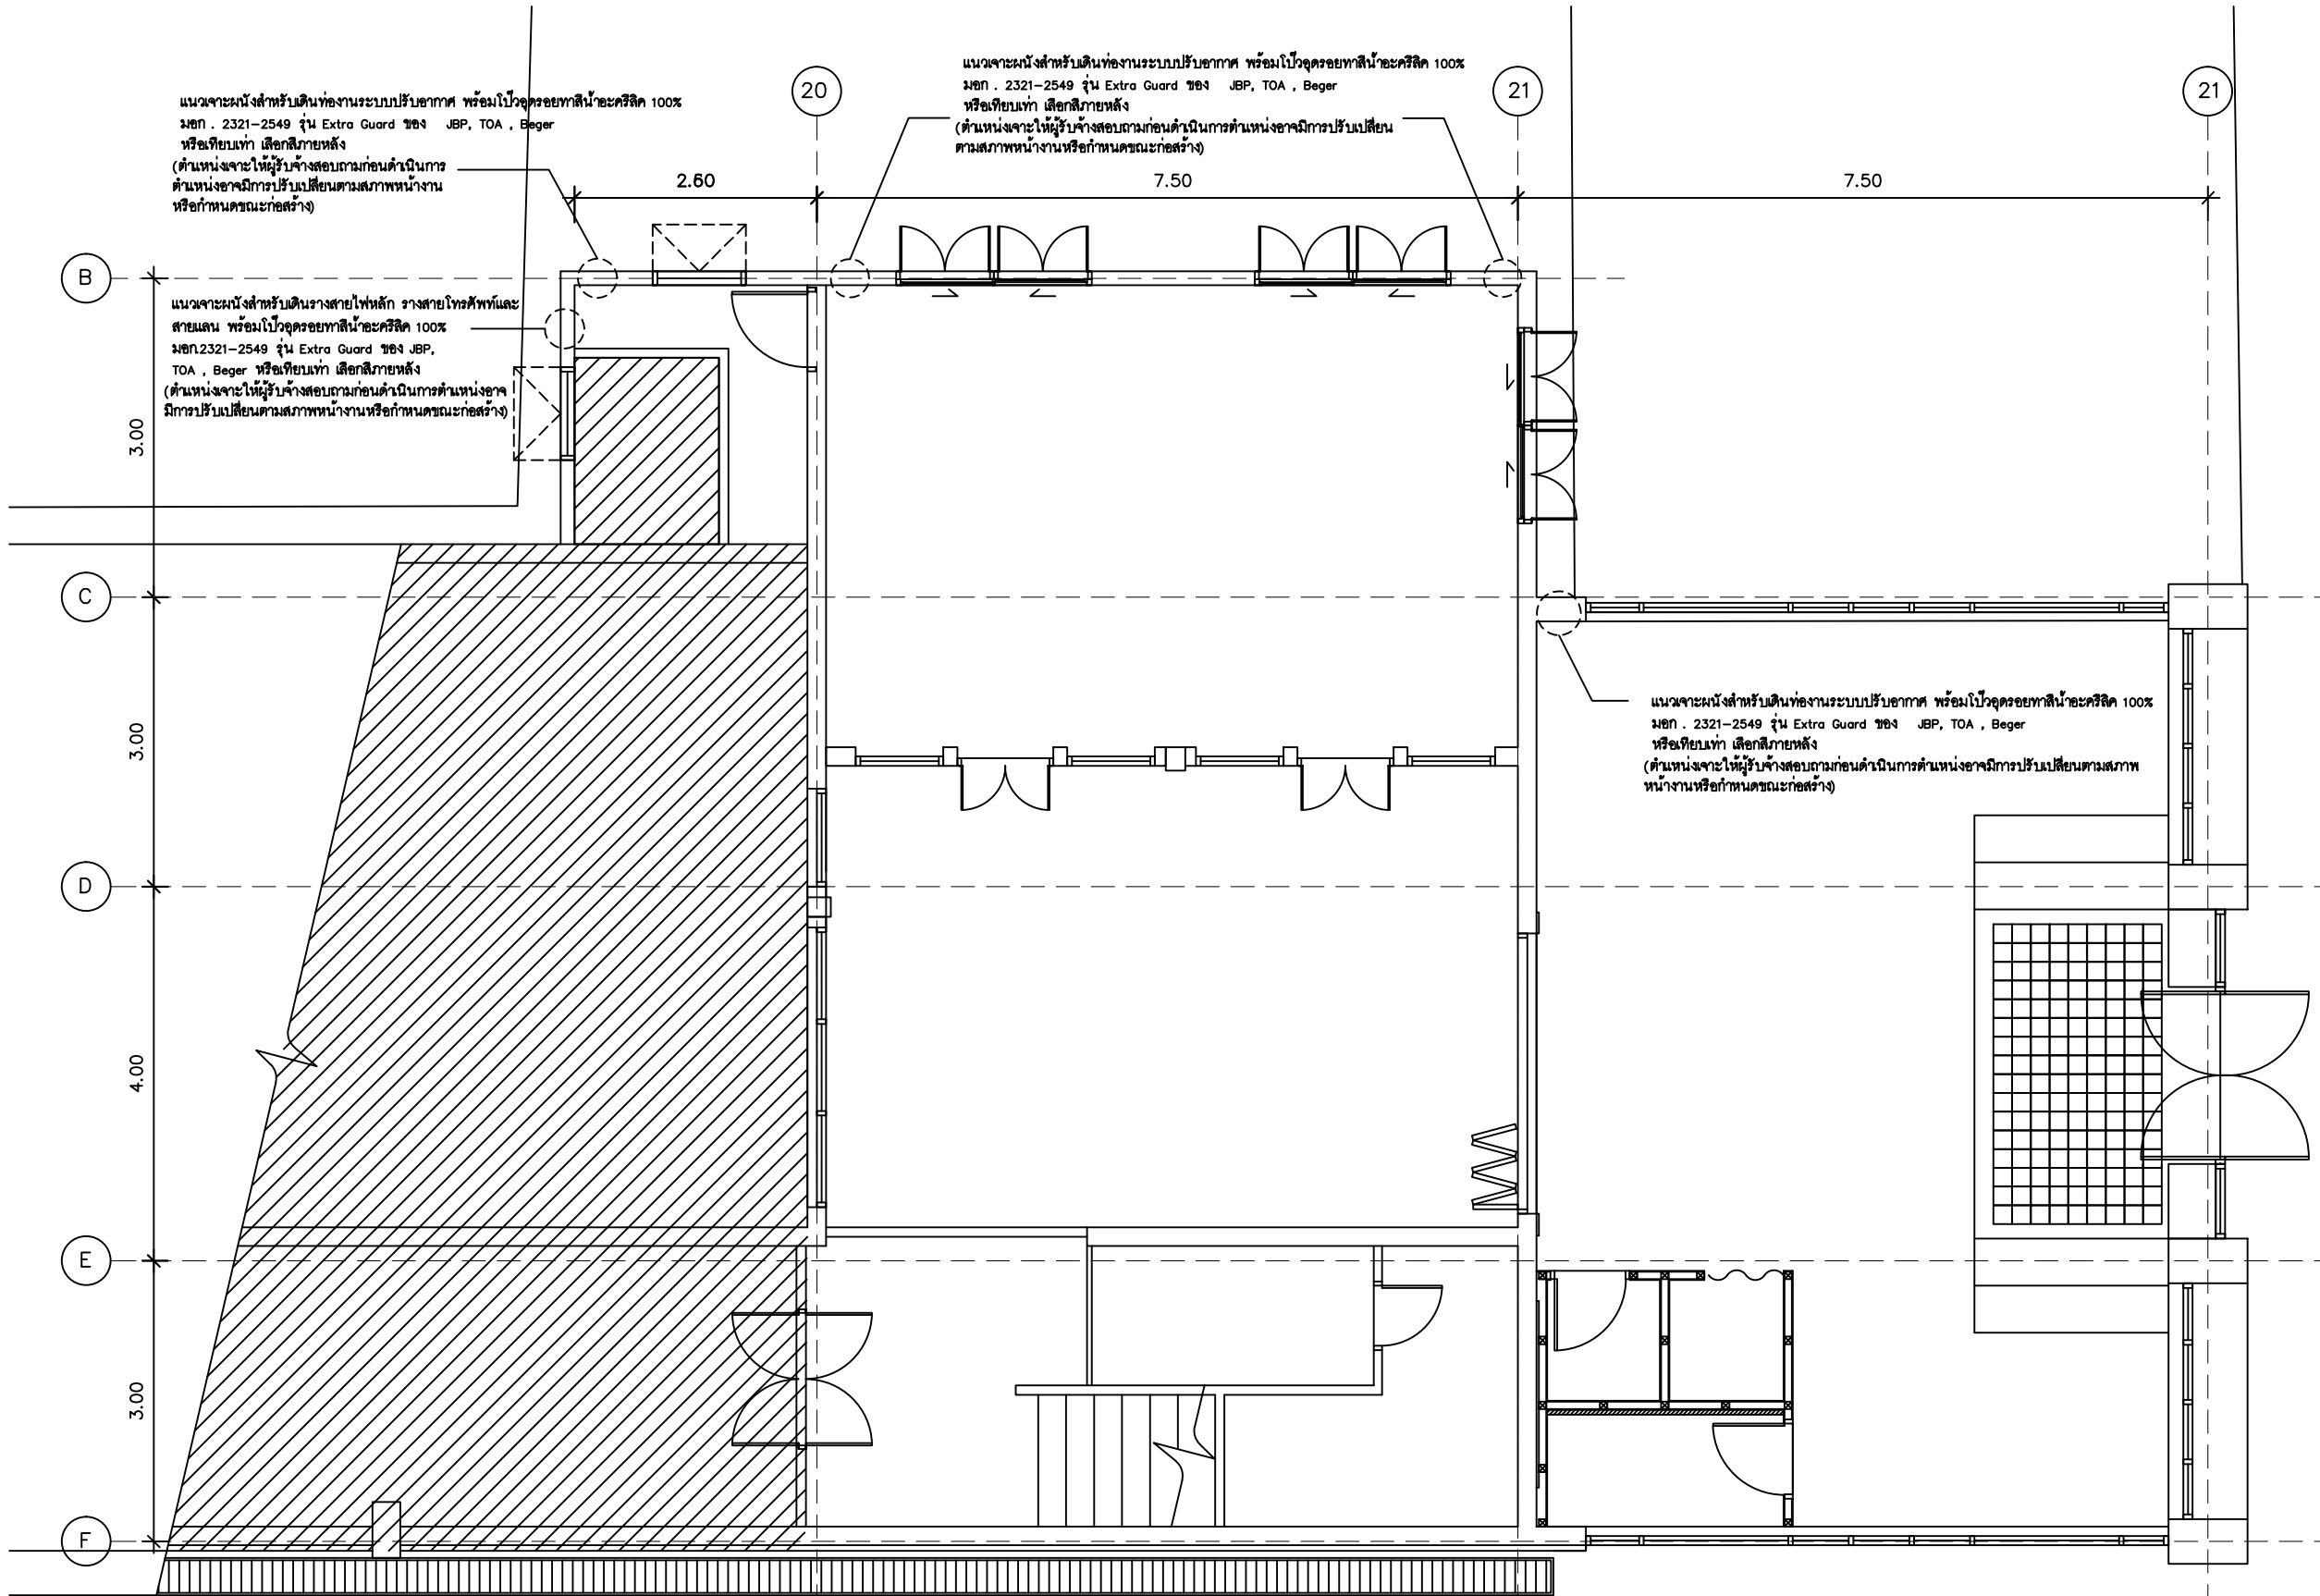 แนวเจาะผนังสำหรับเดินท่องานระบบปรับอากาศ พร้อมโป๊วอุดรอยทาสีน้ำอะครีลิค 100%
มอก . 2321-2549 รุ่น Extra Guard ของ JBP, TOA , Beger
หรือเทียบเท่า เลือกสีภายหลัง
(ตำแหน่งเจาะให้ผู้รับจ้างสอบถามก่อนดำเนินการ
ตำแหน่งอาจมีการปรับเปลี่ยนตามสภาพหน้างาน
หรือกำหนดขณะก่อสร้าง)
แนวเจาะผนังสำหรับเดินท่องานระบบปรับอากาศ พร้อมโป๊วอุดรอยทาสีน้ำอะครีลิค 100%
มอก . 2321-2549 รุ่น Extra Guard ของ JBP, TOA , Beger
หรือเทียบเท่า เลือกสีภายหลัง
(ตำแหน่งเจาะให้ผู้รับจ้างสอบถามก่อนดำเนินการตำแหน่งอาจมีการปรับเปลี่ยน
ตามสภาพหน้างานหรือกำหนดขณะก่อสร้าง)
20
21
21
2.60
7.50
7.50
B
แนวเจาะผนังสำหรับเดินรางสายไฟหลัก รางสายโทรศัพท์และ
สายแลน พร้อมโป๊วอุดรอยทาสีน้ำอะครีลิค 100%
มอก.2321-2549 รุ่น Extra Guard ของ JBP,
TOA , Beger หรือเทียบเท่า เลือกสีภายหลัง
(ตำแหน่งเจาะให้ผู้รับจ้างสอบถามก่อนดำเนินการตำแหน่งอาจ
มีการปรับเปลี่ยนตามสภาพหน้างานหรือกำหนดขณะก่อสร้าง)
3.00
C
แนวเจาะผนังสำหรับเดินท่องานระบบปรับอากาศ พร้อมโป๊วอุดรอยทาสีน้ำอะครีลิค 100%
มอก . 2321-2549 รุ่น Extra Guard ของ JBP, TOA , Beger
หรือเทียบเท่า เลือกสีภายหลัง
(ตำแหน่งเจาะให้ผู้รับจ้างสอบถามก่อนดำเนินการตำแหน่งอาจมีการปรับเปลี่ยนตามสภาพ
หน้างานหรือกำหนดขณะก่อสร้าง)
3.00
D
4.00
E
3.00
F